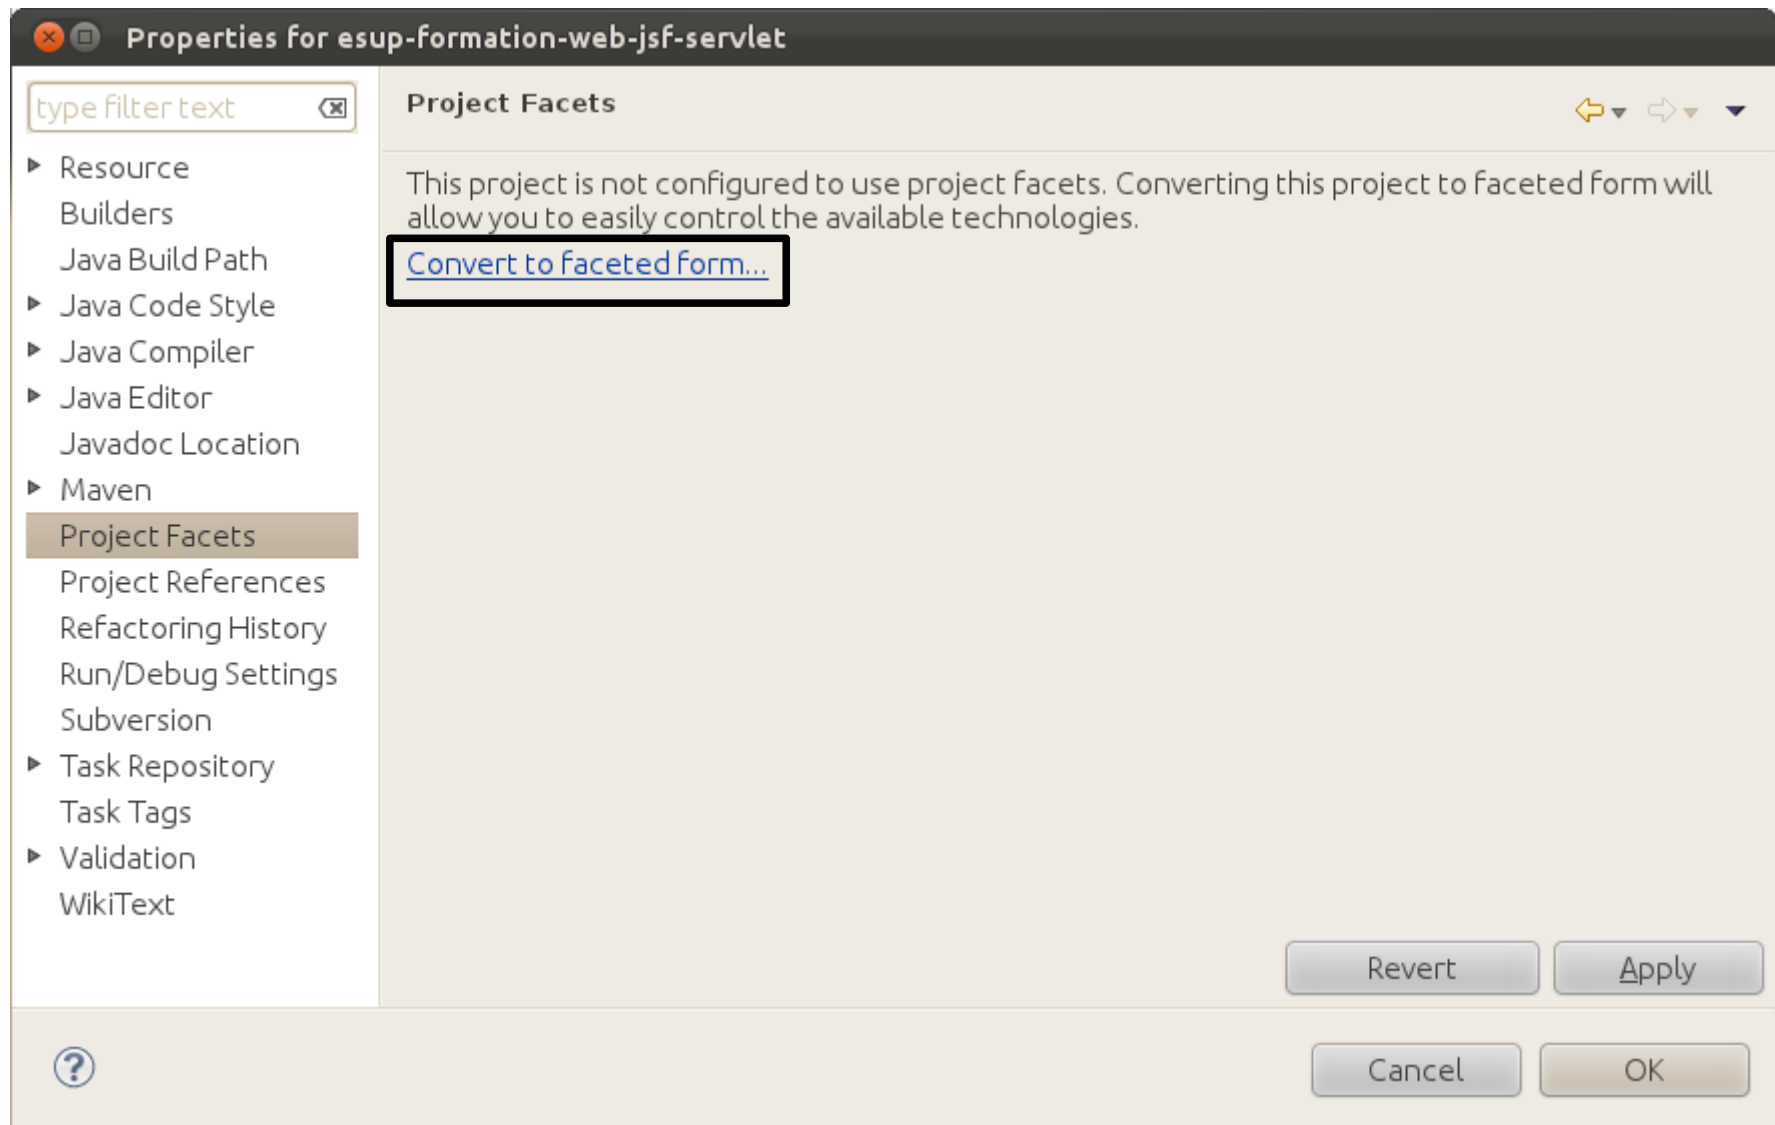 Properties for esup-formation-web-jsf-servlet
type filter text
Resource
Builders
Java Build Path
Java Code Style
Java Compiler
Java Editor
Javadoc Location
Maven
Project Facets
Project References
Refactoring History
Run/Debug Settings
Subversion
Task Repository
Task Tags
Validation
WikiText
Project Facets
This project is not configured to use project facets. Converting this project to faceted form will
allow you to easily control the available technologies.
Convert to faceted form...
Revert
Apply
?
Cancel
OK